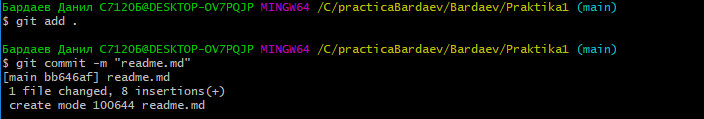 Бардаев Данил С7120Б@DESKTOP-OV7PQJP MINGW64 /C/practicaBardaev/Bardaev/Praktika1 (main)
$ git add .
Бардаев Данил С7120Б@DESKTOP-OV7PQJP MINGW64 /C/practicaBardaev/Bardaev/Praktika1 (main)
$ git commit -m "readme.md"
[main bb646af] readme.md
1 file changed, 8 insertions(+)
create mode 100644 readme.md